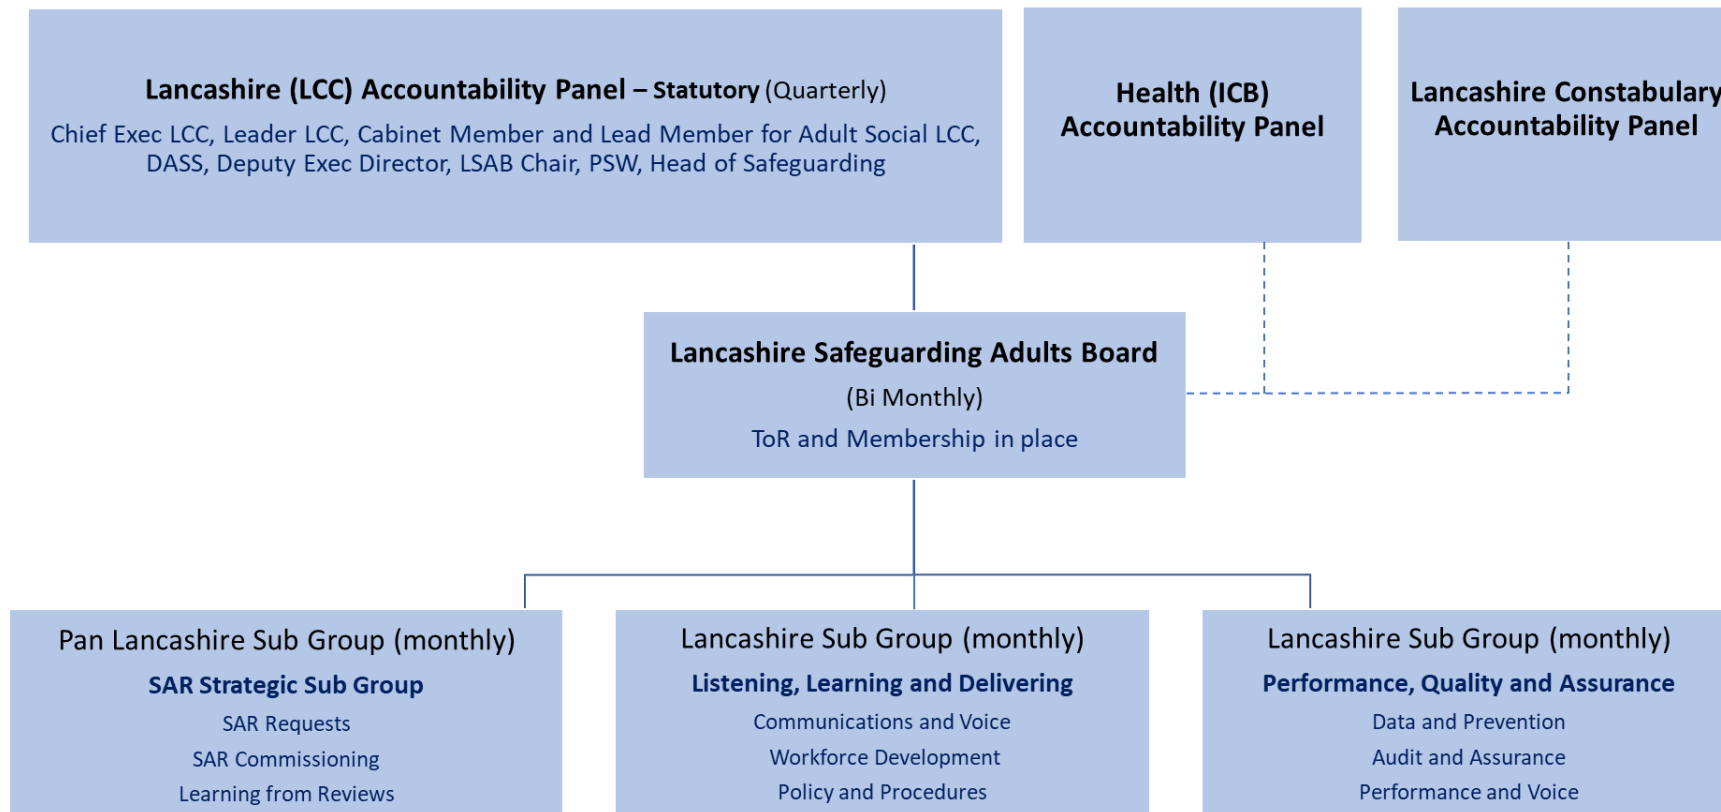 Lancashire (LCC) Accountability Panel – Statutory (Quarterly)
Chief Exec LCC, Leader LCC, Cabinet Member and Lead Member for Adult Social LCC,
DASS, Deputy Exec Director, LSAB Chair, PSW, Head of Safeguarding
Health (ICB)
Accountability Panel
Lancashire Constabulary
Accountability Panel
Lancashire Safeguarding Adults Board
(Bi Monthly)
ToR and Membership in place
Pan Lancashire Sub Group (monthly)
SAR Strategic Sub Group
SAR Requests
SAR Commissioning
Learning from Reviews
Lancashire Sub Group (monthly)
Listening, Learning and Delivering
Communications and Voice
Workforce Development
Policy and Procedures
Lancashire Sub Group (monthly)
Performance, Quality and Assurance
Data and Prevention
Audit and Assurance
Performance and Voice